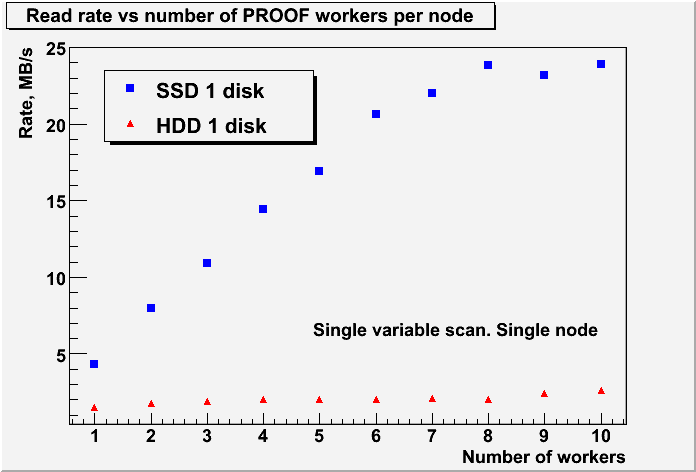 Read rate vs number of PROOF workers per node
Rate, MB/s
25
20
15
10
5
SSD 1 disk
HDD 1 disk
Single variable scan. Single node
1 2 3 4 5 6 7 8 9 10
Number of workers